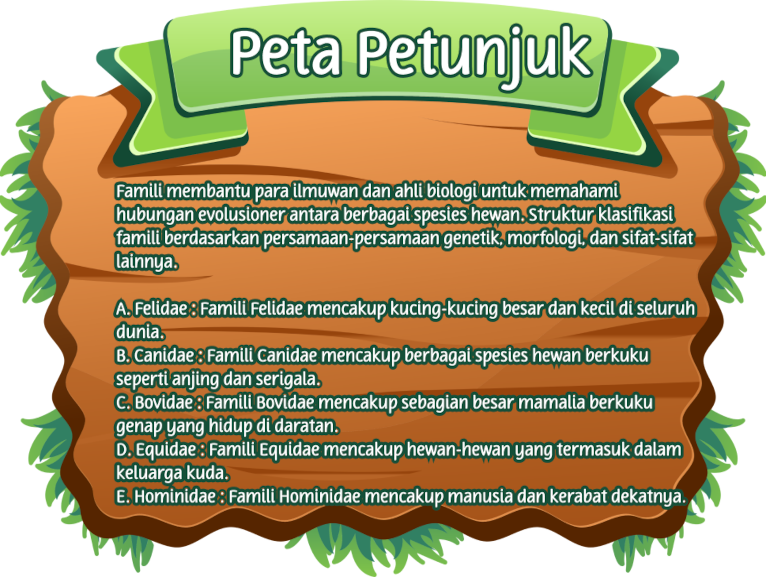 Peta Petunjuk
Famili membantu para ilmuwan dan ahli biologi untuk memahami
hubungan evolusioner antara berbagai spesies hewan. Struktur klasifikasi
famili berdasarkan persamaan-persamaan genetik, morfologi, dan sifat-sifat
lainnya.
A. Felidae : Famili Felidae mencakup kucing-kucing besar dan kecil di seluruh
dunia.
B. Canidae : Famili Canidae mencakup berbagai spesies hewan berkuku
seperti anjing dan serigala.
C. Bovidae : Famili Bovidae mencakup sebagian besar mamalia berkuku
genap yang hidup di daratan.
D. Equidae : Famili Equidae mencakup hewan-hewan yang termasuk dalam
keluarga kuda.
E. Hominidae : Famili Hominidae mencakup manusia dan kerabat dekatnya.